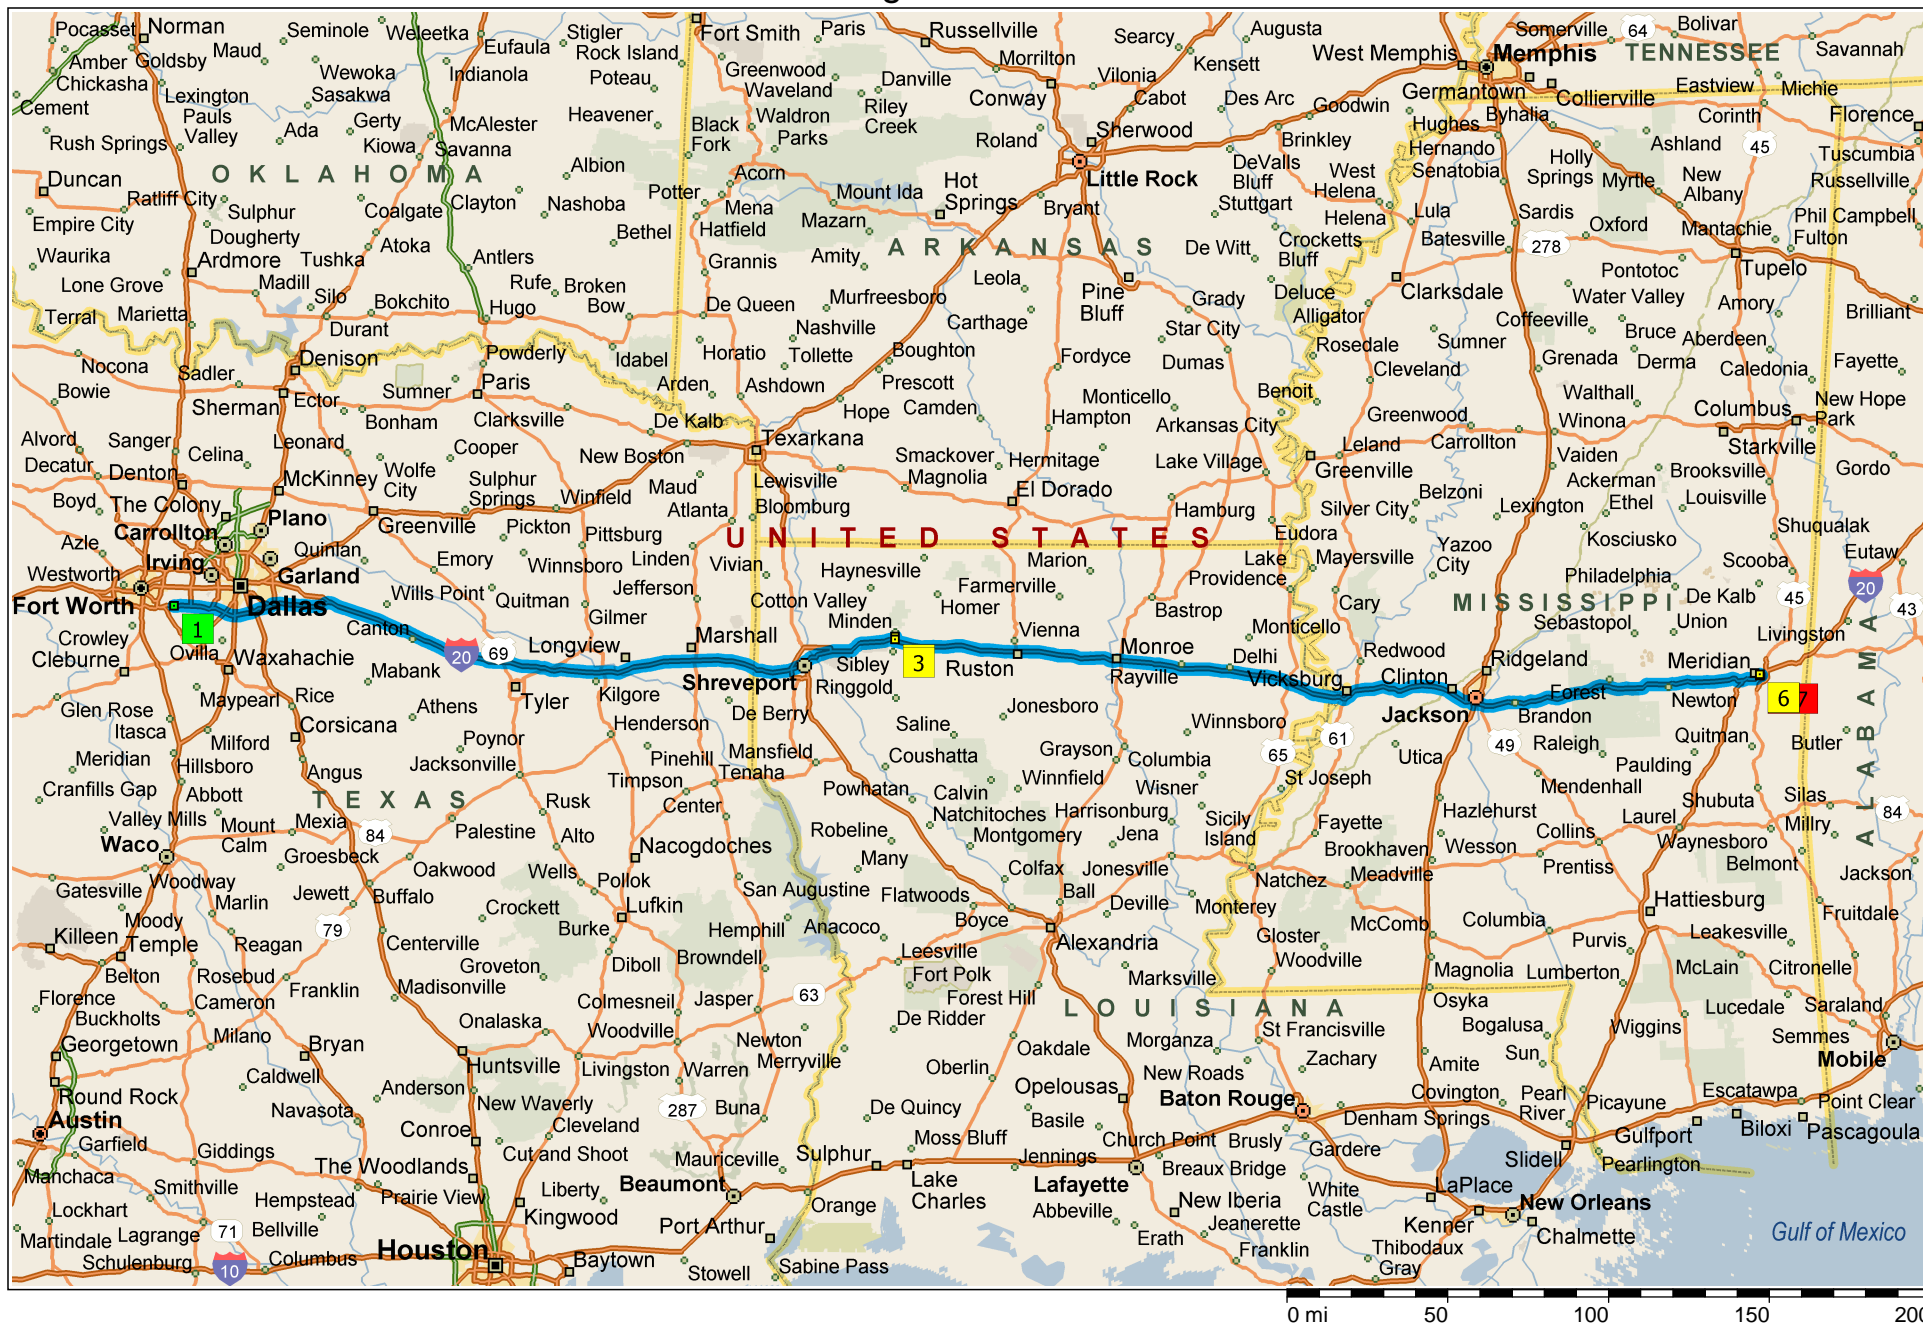 Pocasset
Norman
Seminole
Weleetka
Stigler
Fort Smith
Paris
Russellville
Searcy
Augusta
Somerville
64
Bolivar
Maud
Eufaula
Rock Island
Morrilton
Kensett
West Memphis
Memphis
TENNESSEE
Savannah
Amber
Goldsby
Wewoka
Indianola
Poteau
Greenwood
Waveland
Danville
Vilonia
Chickasha
Lexington
Sasakwa
Conway
Cabot
Des Arc
Goodwin
Germantown
Collierville
Eastview
Michie
Cement
Pauls
Valley
Ada
Gerty
McAlester
Heavener
Black
Fork
Waldron
Parks
Riley
Creek
Roland
Sherwood
Brinkley
Hughes
Byhalia
Corinth
Florence
Rush Springs
Kiowa
Savanna
Albion
Hernando
Holly
Springs
Ashland
45
Tuscumbia
OKLAHOMA
Duncan
Ratliff City
Potter
Acorn
Mount Ida
Hot
Springs
Little Rock
DeValls
Bluff
West
Helena
Senatobia
Myrtle
New
Albany
Russellville
Empire City
Sulphur
Coalgate
Clayton
Nashoba
Mena
Hatfield
Mazarn
Bryant
Stuttgart
Helena
Lula
Sardis
Oxford
Phil Campbell
Dougherty
Atoka
Bethel
ARKANSAS
De Witt
Crocketts
Bluff
Batesville
278
Mantachie
Fulton
Waurika
Ardmore
Tushka
Antlers
Grannis
Amity
Leola
Pontotoc
Tupelo
Lone Grove
Madill
Silo
Bokchito
Rufe
Broken
Bow
De Queen
Murfreesboro
Pine
Bluff
Grady
Deluce
Clarksdale
Water Valley
Amory
Brilliant
Terral
Marietta
Durant
Hugo
Nashville
Carthage
Star City
Alligator
Coffeeville
Bruce
Aberdeen
Nocona
Sadler
Denison
Powderly
Idabel
Horatio
Tollette
Boughton
Fordyce
Dumas
Rosedale
Sumner
Grenada
Derma
Caledonia
Fayette
Bowie
Sherman
Ector
Sumner
Paris
Arden
Ashdown
Prescott
Monticello
Benoit
Cleveland
Walthall
Bonham
Clarksville
De Kalb
Hope
Camden
Hampton
Arkansas City
Greenwood
Winona
Columbus
New Hope
Park
Alvord
Sanger
Leonard
Cooper
Texarkana
Leland
Carrollton
Starkville
Decatur
Denton
Celina
McKinney
Wolfe
City
Sulphur
Springs
New Boston
Smackover
Magnolia
Hermitage
Lake Village
Greenville
Vaiden
Brooksville
Gordo
Boyd
The Colony
Winfield
Maud
Lewisville
El Dorado
Belzoni
Ackerman
Ethel
Louisville
Carrollton
Plano
Greenville
Pickton
Pittsburg
Atlanta
Bloomburg
Hamburg
Silver City
Lexington
Shuqualak
Azle
Irving
Quinlan
Emory
Winnsboro
Linden
Vivian
UNITED STATES
Eudora
Yazoo
City
Kosciusko
Scooba
Eutaw
Westworth
Garland
Jefferson
Haynesville
Marion
Lake
Providence
Mayersville
Philadelphia
20
Fort Worth
Dallas
Wills Point
Quitman
Gilmer
Cotton Valley
Farmerville
Homer
Bastrop
Cary
MISSISSIPPI
De Kalb
45
43
1
Crowley
Canton
20
69
Longview
Marshall
Minden
Vienna
Monroe
Monticello
Sebastopol
Union
Livingston
Cleburne
Ovilla
Waxahachie
Mabank
Shreveport
Sibley
3
Ruston
Rayville
Delhi
Vicksburg
Redwood
Clinton
Ridgeland
Meridian
Maypearl
Rice
Tyler
Kilgore
Ringgold
Forest
Newton
6
7
Glen Rose
Itasca
Corsicana
Athens
Henderson
De Berry
Saline
Jonesboro
Winnsboro
Jackson
Brandon
Quitman
Butler
ALABAMA
Meridian
Milford
Poynor
Pinehill
Mansfield
Coushatta
Grayson
Columbia
65
61
49
Raleigh
Hillsboro
Angus
Jacksonville
Timpson
Tenaha
Winnfield
Wisner
St Joseph
Utica
Paulding
Cranfills Gap
Abbott
TEXAS
Rusk
Center
Powhatan
Calvin
Natchitoches
Harrisonburg
Mendenhall
Shubuta
Silas
Valley Mills
Mount
Calm
Mexia
84
Palestine
Alto
Robeline
Montgomery
Jena
Sicily
Island
Fayette
Hazlehurst
Collins
Laurel
Millry
84
Waco
Groesbeck
Nacogdoches
Many
Brookhaven
Wesson
Prentiss
Waynesboro
Belmont
Gatesville
Woodway
Oakwood
Wells
Pollok
San Augustine
Flatwoods
Colfax
Jonesville
Natchez
Meadville
Jackson
Marlin
Jewett
Buffalo
Ball
Hattiesburg
Moody
79
Crockett
Lufkin
Burke
Hemphill
Anacoco
Boyce
Deville
Monterey
McComb
Columbia
Fruitdale
Killeen
Temple
Reagan
Centerville
Browndell
Leesville
Alexandria
Gloster
Woodville
Purvis
Leakesville
Belton
Rosebud
Groveton
Diboll
Fort Polk
Marksville
Magnolia
Lumberton
McLain
Citronelle
Florence
Cameron
Franklin
Madisonville
Colmesneil
Jasper
63
Forest Hill
LOUISIANA
Osyka
Lucedale
Saraland
Buckholts
Onalaska
Woodville
Newton
De Ridder
St Francisville
Bogalusa
Wiggins
Semmes
Georgetown
Milano
Bryan
Merryville
Oakdale
Morganza
Zachary
Sun
Mobile
Caldwell
Huntsville
Livingston
Warren
Oberlin
New Roads
Amite
Round Rock
Anderson
New Waverly
287
Buna
De Quincy
Opelousas
Baton Rouge
Covington
Pearl
River
Picayune
Escatawpa
Point Clear
Austin
Navasota
Cleveland
Basile
Denham Springs
Garfield
Conroe
Moss Bluff
Church Point
Brusly
Gulfport
Biloxi
Pascagoula
Giddings
Cut and Shoot
Mauriceville
Sulphur
Jennings
Gardere
Slidell
Pearlington
Manchaca
The Woodlands
Breaux Bridge
Smithville
Prairie View
Liberty
Beaumont
Lake
Charles
Lafayette
White
Castle
LaPlace
New Orleans
Lockhart
Hempstead
Kingwood
Orange
Abbeville
New Iberia
Kenner
Chalmette
Martindale
Lagrange
71
Bellville
Port Arthur
Erath
Jeanerette
Gulf of Mexico
Schulenburg
10
Columbus
Houston
Baytown
Stowell
Sabine Pass
Franklin
Thibodaux
Gray
0 mi
50
100
150